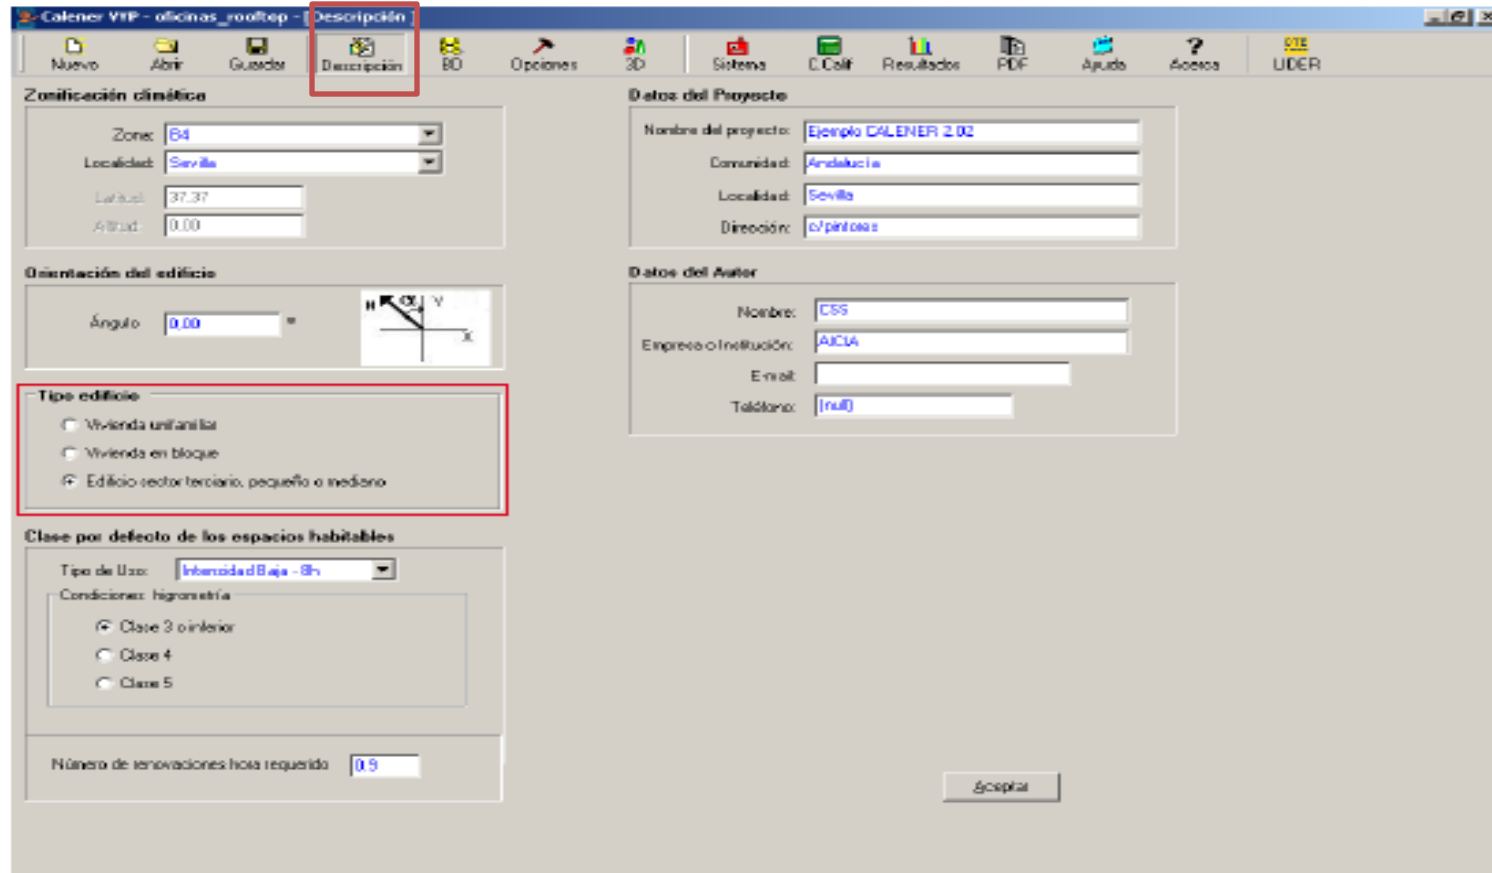 Calener VYP - oficinas_rooftop - [Descripción ]
Nuevo Abrir Guardar Descripción BD Opciones 3D Sistema C.Calif Resultados PDF Ayuda Acerca LIDER
CTE
Zonificación climática
Zona: B4
Localidad: Sevilla
Latitud: 37.37
Altitud: 0.00
Orientación del edificio
Ángulo 0,00 º
N α Y
X
Tipo edificio
Vivienda unifamiliar
Vivienda en bloque
Edificio sector terciario, pequeño o mediano
Clase por defecto de los espacios habitables
Tipo de Uso: Intensidad Baja - 8h
Condiciones higrometría
Clase 3 o inferior
Clase 4
Clase 5
Número de renovaciones hora requerido 0.9
Datos del Proyecto
Nombre del proyecto: Ejemplo CALENER 2.02
Comunidad: Andalucía
Localidad: Sevilla
Dirección: c/pintores
Datos del Autor
Nombre: CSS
Empresa o Institución: AICIA
E-mail:
Teléfono: (null)
Aceptar